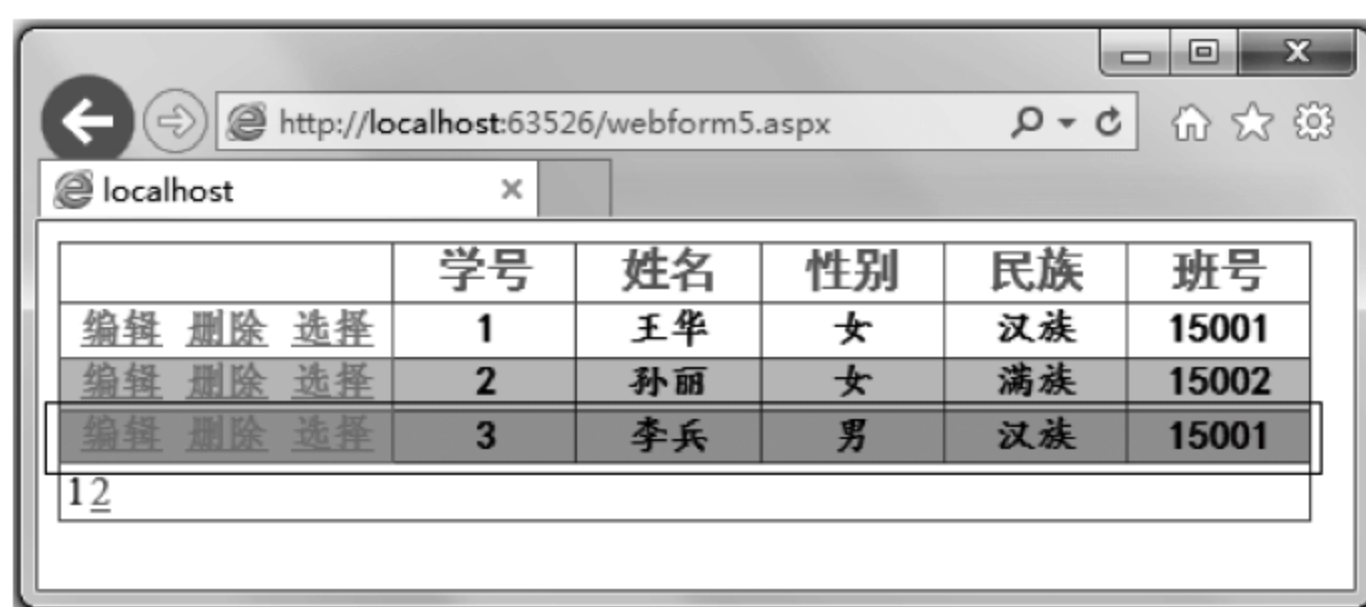 http://localhost:63526/webform5.aspx
localhost
学号 姓名 性别 民族 班号
编辑 删除 选择 1 王华 女 汉族 15001
编辑 删除 选择 2 孙丽 女 满族 15002
编辑 删除 选择 3 李兵 男 汉族 15001
1 2